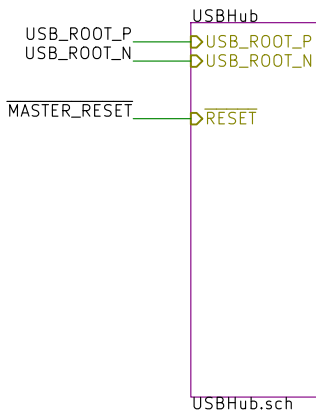 USBHub
USB_ROOT_P USB_ROOT_P
USB_ROOT_N USB_ROOT_N
MASTER_RESET RESET
USBHub.sch